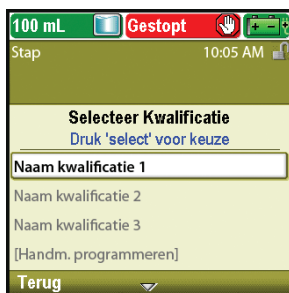 100 mL Gestopt
Stap 10:05 AM
Selecteer Kwalificatie
Druk 'select' voor keuze
Naam kwalificatie 1
Naam kwalificatie 2
Naam kwalificatie 3
[Handm. programmeren]
Terug